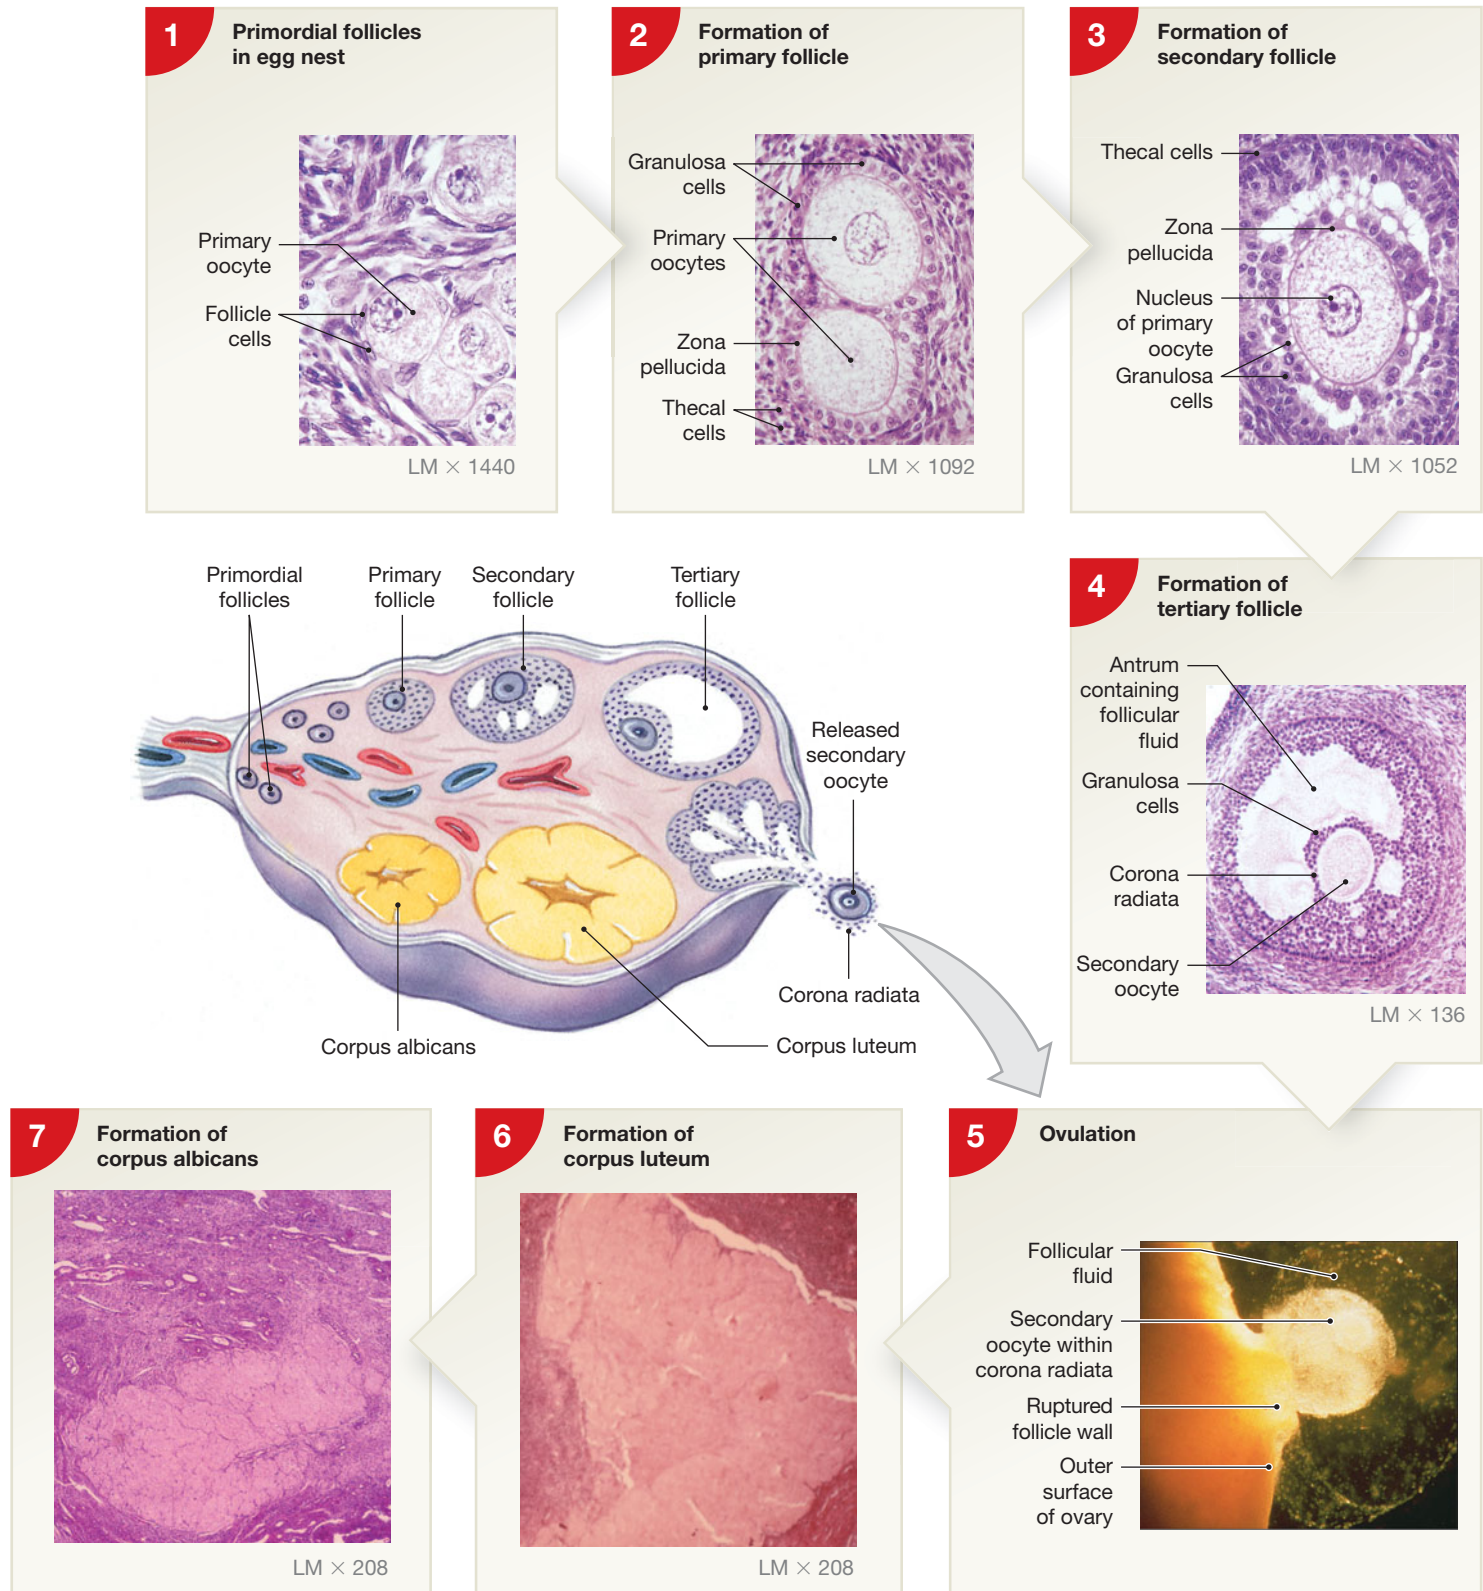 1
Primordial follicles
in egg nest
Primary
oocyte
Follicle
cells
LM × 1440
2
Formation of
primary follicle
Granulosa
cells
Primary
oocytes
Zona
pellucida
Thecal
cells
LM × 1092
3
Formation of
secondary follicle
Thecal cells
Zona
pellucida
Nucleus
of primary
oocyte
Granulosa
cells
LM × 1052
Primordial
follicles
Primary
follicle
Secondary
follicle
Tertiary
follicle
Released
secondary
oocyte
Corona radiata
Corpus albicans
Corpus luteum
4
Formation of
tertiary follicle
Antrum
containing
follicular
fluid
Granulosa
cells
Corona
radiata
Secondary
oocyte
LM × 136
5
Ovulation
Follicular
fluid
Secondary
oocyte within
corona radiata
Ruptured
follicle wall
Outer
surface
of ovary
6
Formation of
corpus luteum
LM × 208
7
Formation of
corpus albicans
LM × 208